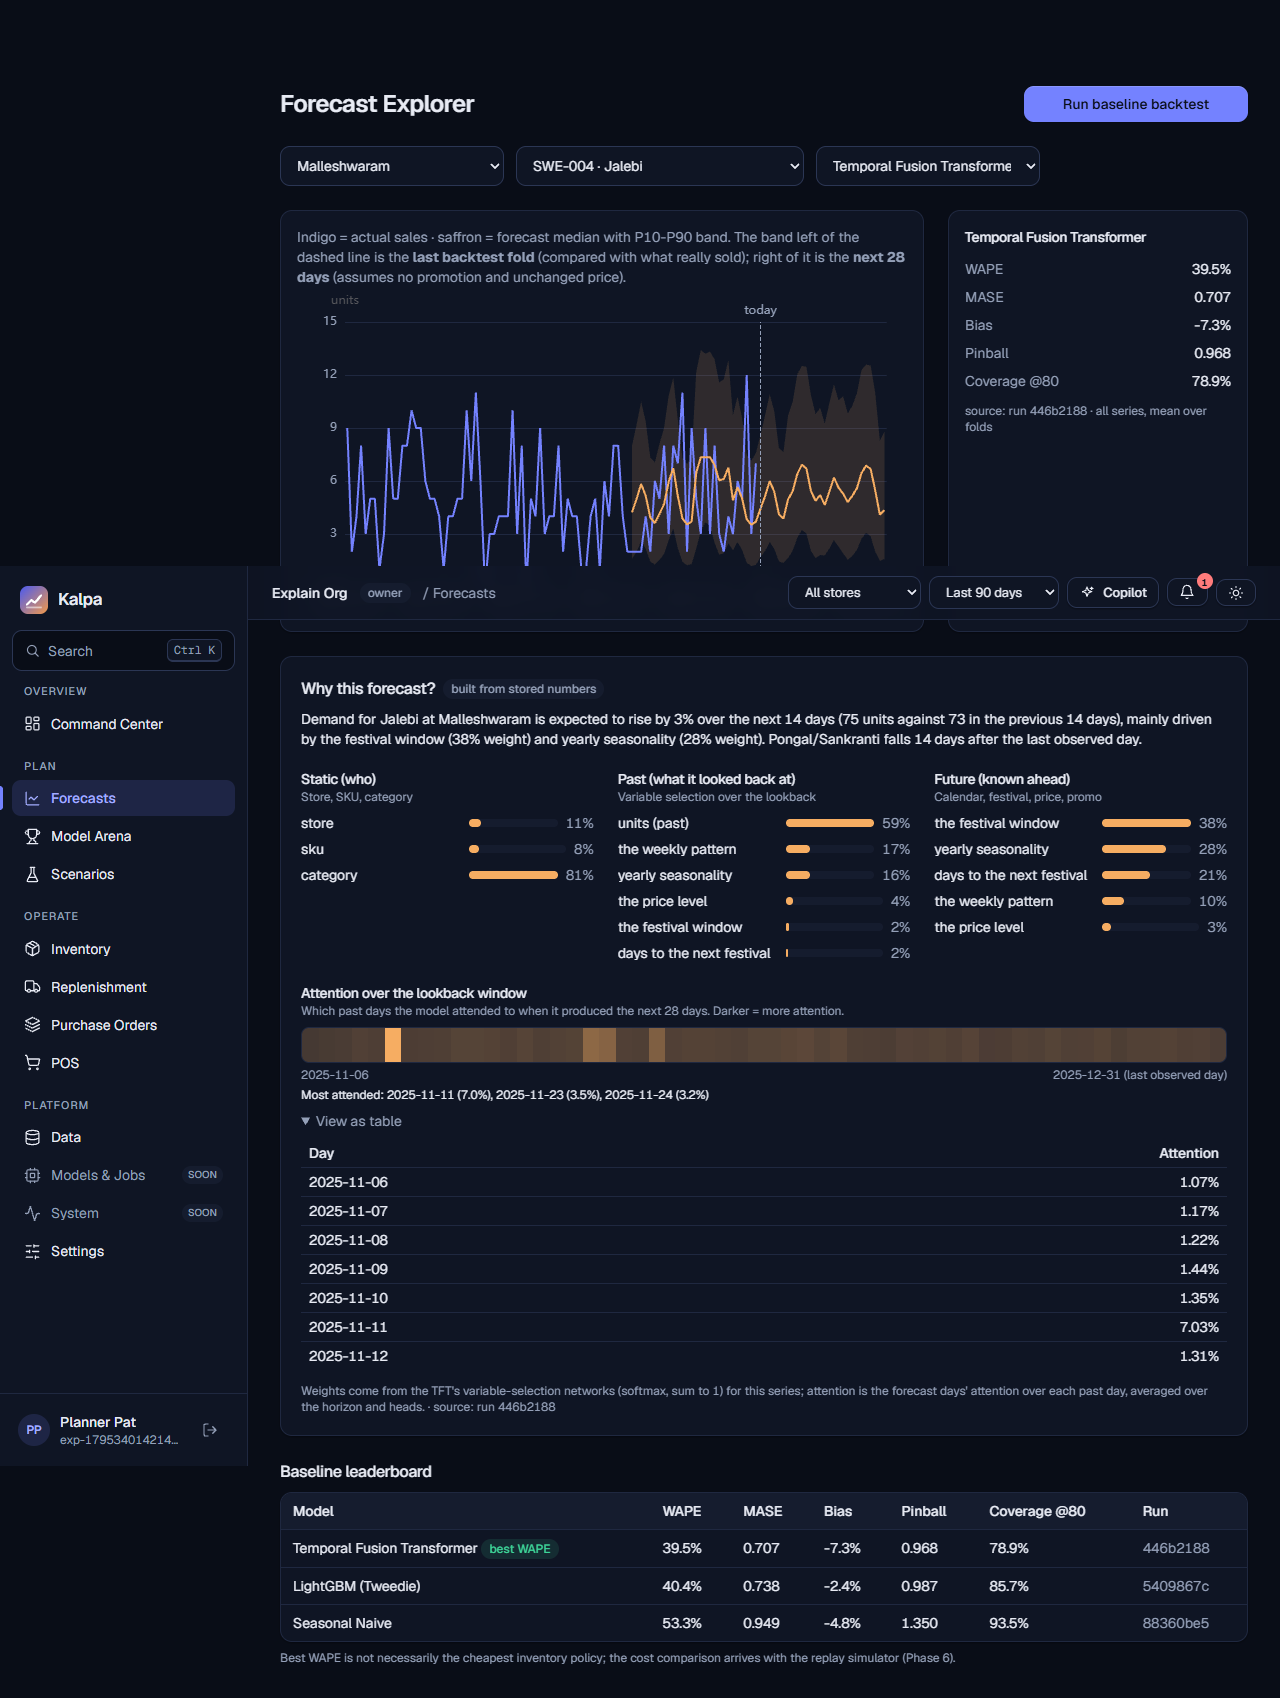 Forecast Explorer
Run baseline backtest
Malleshwaram
SWE-004 · Jalebi
Temporal Fusion Transforme
Indigo = actual sales · saffron = forecast median with P10-P90 band. The band left of the
dashed line is the last backtest fold (compared with what really sold); right of it is the next 28
days (assumes no promotion and unchanged price).
units
today
15
12
9
6
3
Temporal Fusion Transformer
WAPE 39.5%
MASE 0.707
Bias -7.3%
Pinball 0.968
Coverage @80 78.9%
source: run 446b2188 · all series, mean over
folds
Kalpa
Search Ctrl K
OVERVIEW
Command Center
PLAN
Forecasts
Model Arena
Scenarios
OPERATE
Inventory
Replenishment
Purchase Orders
POS
PLATFORM
Data
Models & Jobs SOON
System SOON
Settings
PP
Planner Pat
exp-179534014214...
Explain Org owner / Forecasts
All stores
Last 90 days
Copilot
1
Why this forecast? built from stored numbers
Demand for Jalebi at Malleshwaram is expected to rise by 3% over the next 14 days (75 units against 73 in the previous 14 days), mainly driven
by the festival window (38% weight) and yearly seasonality (28% weight). Pongal/Sankranti falls 14 days after the last observed day.
Static (who)
Store, SKU, category
store 11%
sku 8%
category 81%
Past (what it looked back at)
Variable selection over the lookback
units (past) 59%
the weekly pattern 17%
yearly seasonality 16%
the price level 4%
the festival window 2%
days to the next festival 2%
Future (known ahead)
Calendar, festival, price, promo
the festival window 38%
yearly seasonality 28%
days to the next festival 21%
the weekly pattern 10%
the price level 3%
Attention over the lookback window
Which past days the model attended to when it produced the next 28 days. Darker = more attention.
2025-11-06 2025-12-31 (last observed day)
Most attended: 2025-11-11 (7.0%), 2025-11-23 (3.5%), 2025-11-24 (3.2%)
▼ View as table
Day Attention
2025-11-06 1.07%
2025-11-07 1.17%
2025-11-08 1.22%
2025-11-09 1.44%
2025-11-10 1.35%
2025-11-11 7.03%
2025-11-12 1.31%
Weights come from the TFT's variable-selection networks (softmax, sum to 1) for this series; attention is the forecast days' attention over each past day, averaged over
the horizon and heads. · source: run 446b2188
Baseline leaderboard
Model WAPE MASE Bias Pinball Coverage @80 Run
Temporal Fusion Transformer best WAPE 39.5% 0.707 -7.3% 0.968 78.9% 446b2188
LightGBM (Tweedie) 40.4% 0.738 -2.4% 0.987 85.7% 5409867c
Seasonal Naive 53.3% 0.949 -4.8% 1.350 93.5% 88360be5
Best WAPE is not necessarily the cheapest inventory policy; the cost comparison arrives with the replay simulator (Phase 6).